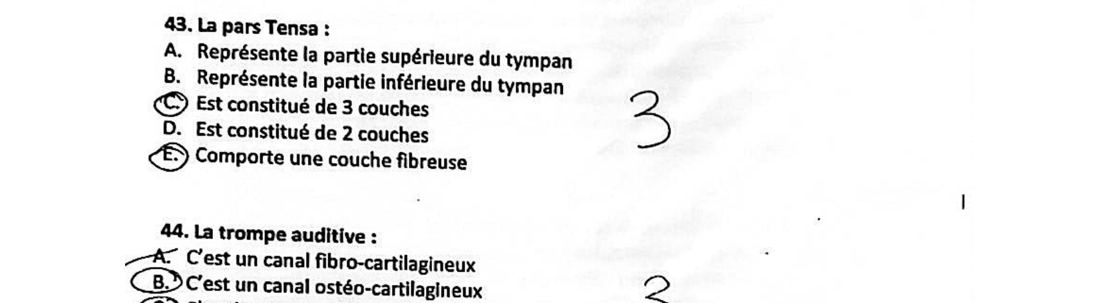 43. La pars Tensa :
A. Représente la partie supérieure du tympan
B. Représente la partie inférieure du tympan
C. Est constitué de 3 couches
3
D. Est constitué de 2 couches
E. Comporte une couche fibreuse
44. La trompe auditive :
A. C'est un canal fibro-cartilagineux
B. C'est un canal ostéo-cartilagineux